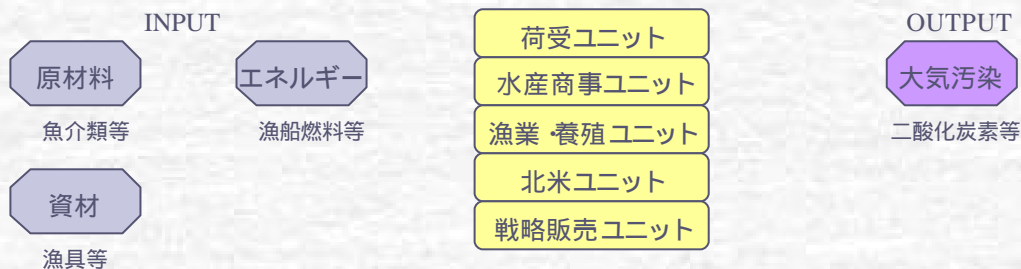 INPUT
原材料
魚介類等
エネルギー
漁船燃料等
資材
漁具等
荷受ユニット
水産商事ユニット
漁業・養殖ユニット
北米ユニット
戦略販売ユニット
OUTPUT
大気汚染
二酸化炭素等